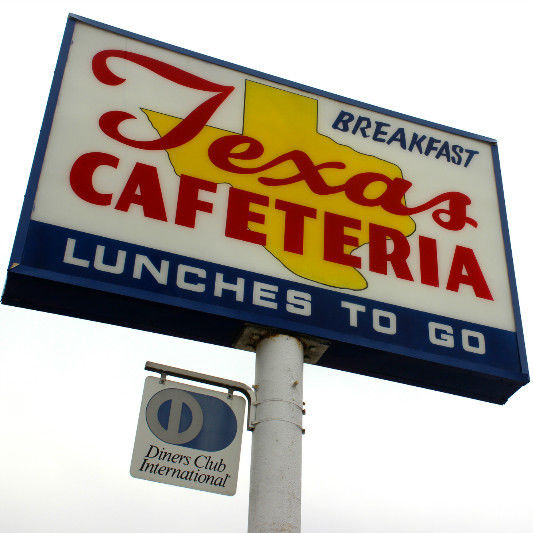 BREAKFAST
Texas
CAFETERIA
LUNCHES TO GO
D
Diners Club
International